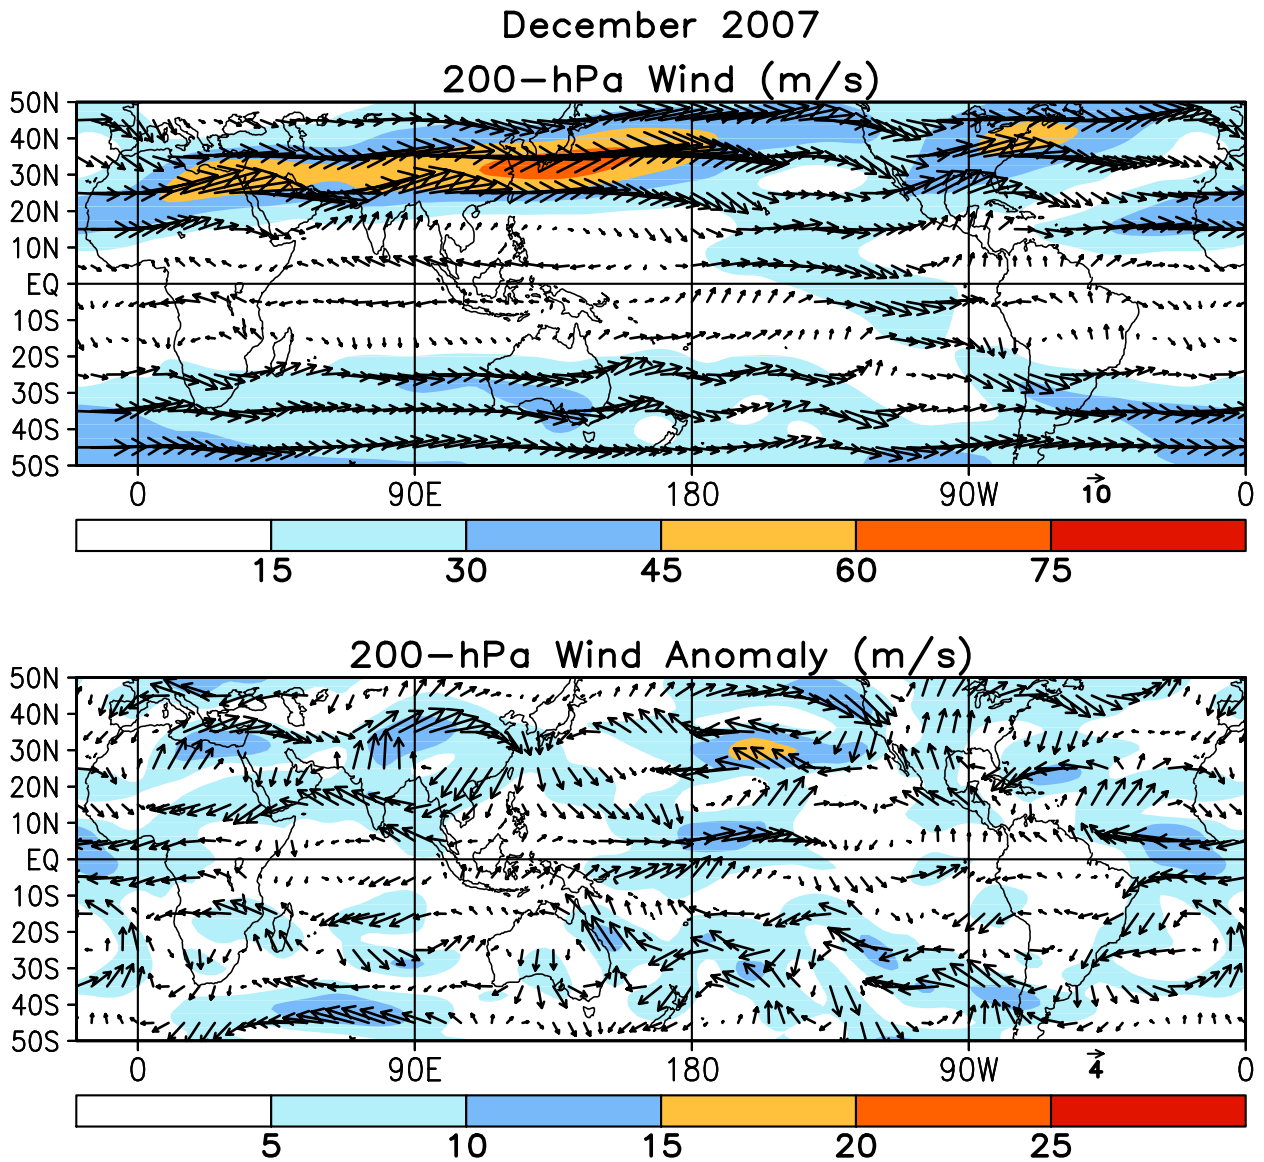 December 2007
200-hPa Wind (m/s)
50N
40N
30N
20N
10N
EQ
10S
20S
30S
40S
50S
0 90E 180 90W 10 0
15 30 45 60 75
200-hPa Wind Anomaly (m/s)
50N
40N
30N
20N
10N
EQ
10S
20S
30S
40S
50S
0 90E 180 90W 4 0
5 10 15 20 25